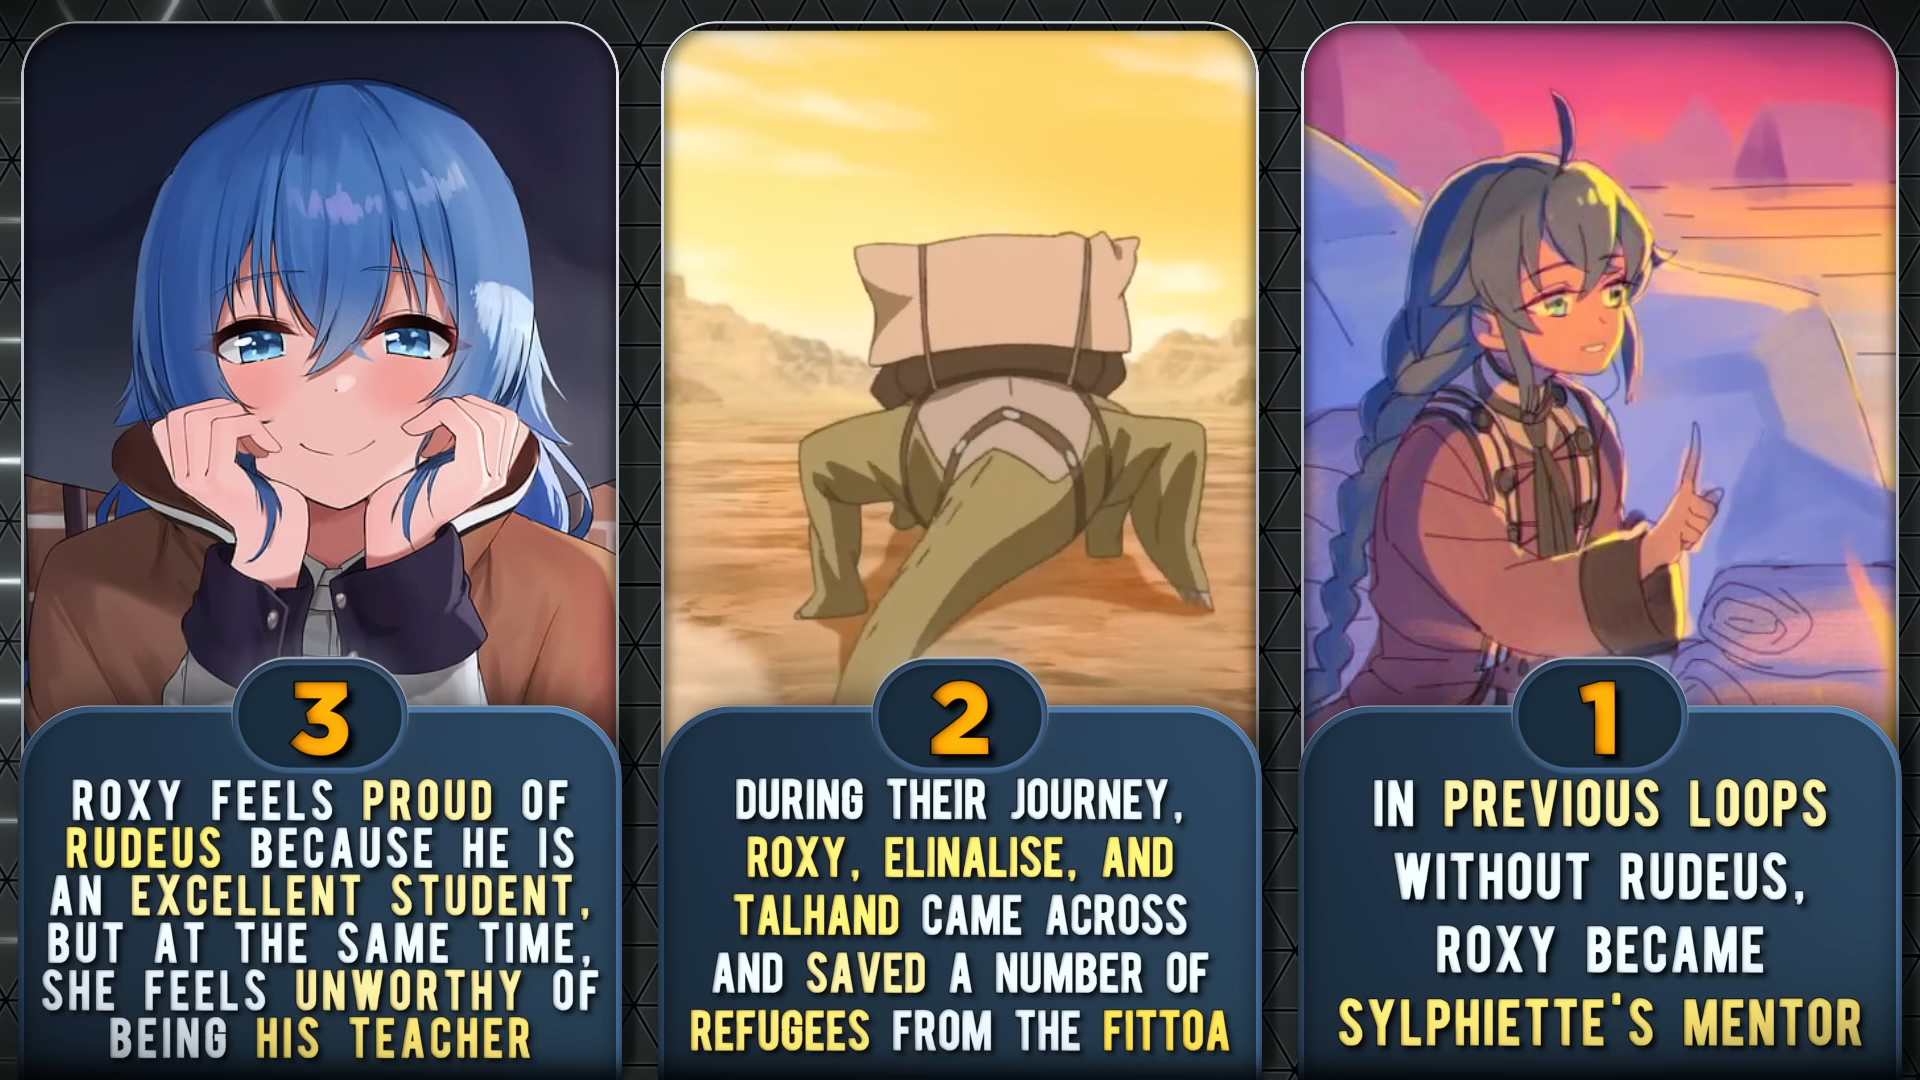 3
ROXY FEELS PROUD OF
RUDEUS BECAUSE HE IS
AN EXCELLENT STUDENT,
BUT AT THE SAME TIME,
SHE FEELS UNWORTHY OF
BEING HIS TEACHER
2
DURING THEIR JOURNEY,
ROXY, ELINALISE, AND
TALHAND CAME ACROSS
AND SAVED A NUMBER OF
REFUGEES FROM THE FITTOA
1
IN PREVIOUS LOOPS
WITHOUT RUDEUS,
ROXY BECAME
SYLPHIETTE'S MENTOR